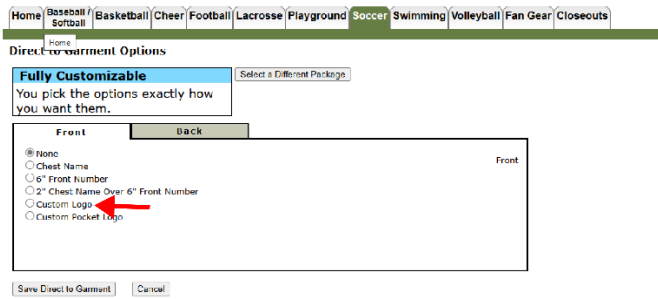 Home Baseball / Softball Basketball Cheer Football Lacrosse Playground Soccer Swimming Volleyball Fan Gear Closeouts
Home
Direct to Garment Options
Fully Customizable
Select a Different Package
You pick the options exactly how
you want them.
Front Back
None
Front
Chest Name
6" Front Number
2" Chest Name Over 6" Front Number
Custom Logo
Custom Pocket Logo
Save Direct to Garment Cancel